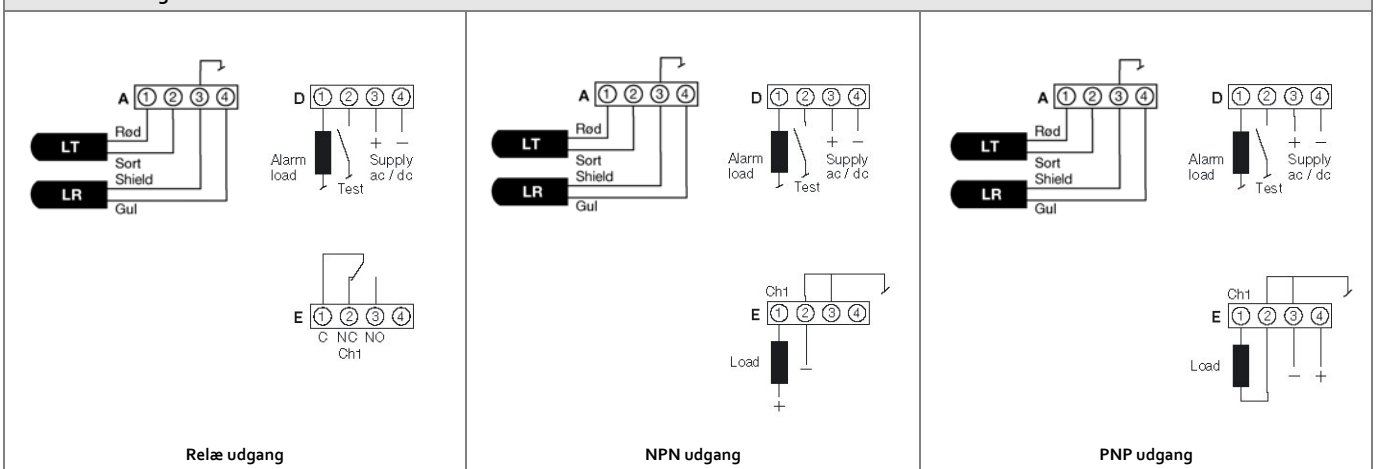 A 1 2 3 4
LT Rød
Sort
LR Shield
Gul
D 1 2 3 4
+ −
Alarm load
Test
Supply ac / dc
E 1 2 3 4
C NC NO
Ch1
Relæ udgang
A 1 2 3 4
LT Rød
Sort
LR Shield
Gul
D 1 2 3 4
+ −
Alarm load
Test
Supply ac / dc
Ch1
E 1 2 3 4
Load −
+
NPN udgang
A 1 2 3 4
LT Rød
Sort
LR Shield
Gul
D 1 2 3 4
+ −
Alarm load
Test
Supply ac / dc
Ch1
E 1 2 3 4
Load
− +
PNP udgang